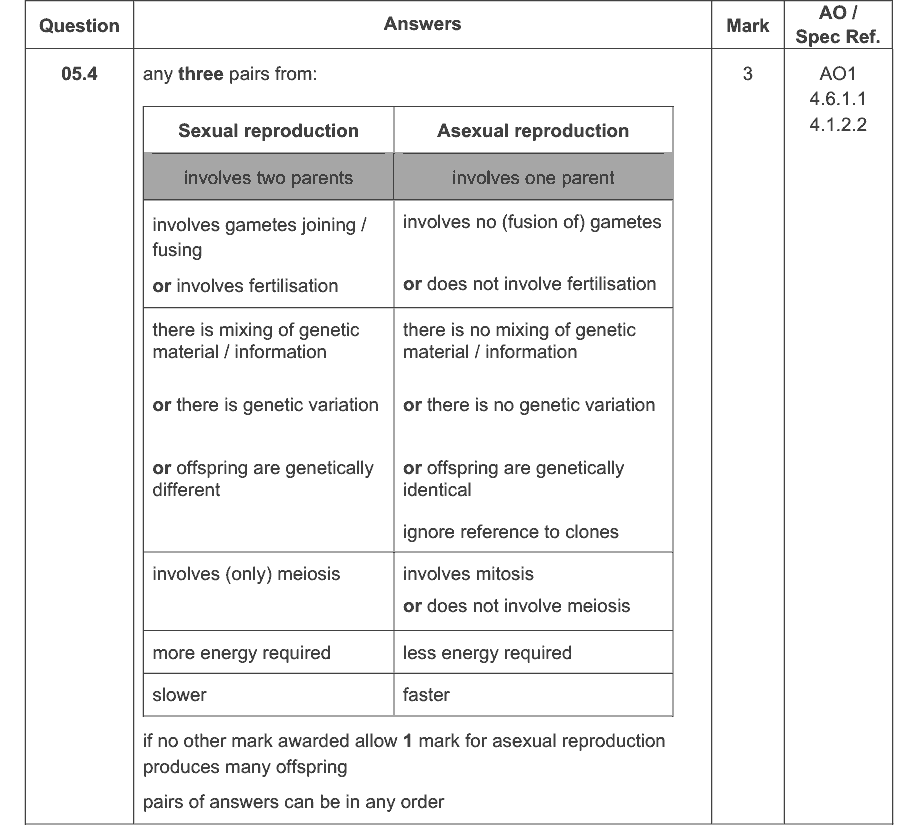 Question
Answers
Mark
AO /
Spec Ref.
05.4
any three pairs from:
3
AO1
4.6.1.1
4.1.2.2
Sexual reproduction
Asexual reproduction
involves two parents
involves one parent
involves gametes joining /
fusing
or involves fertilisation
involves no (fusion of) gametes
or does not involve fertilisation
there is mixing of genetic
material / information
or there is genetic variation
or offspring are genetically
different
there is no mixing of genetic
material / information
or there is no genetic variation
or offspring are genetically
identical
ignore reference to clones
involves (only) meiosis
involves mitosis
or does not involve meiosis
more energy required
less energy required
slower
faster
if no other mark awarded allow 1 mark for asexual reproduction
produces many offspring
pairs of answers can be in any order